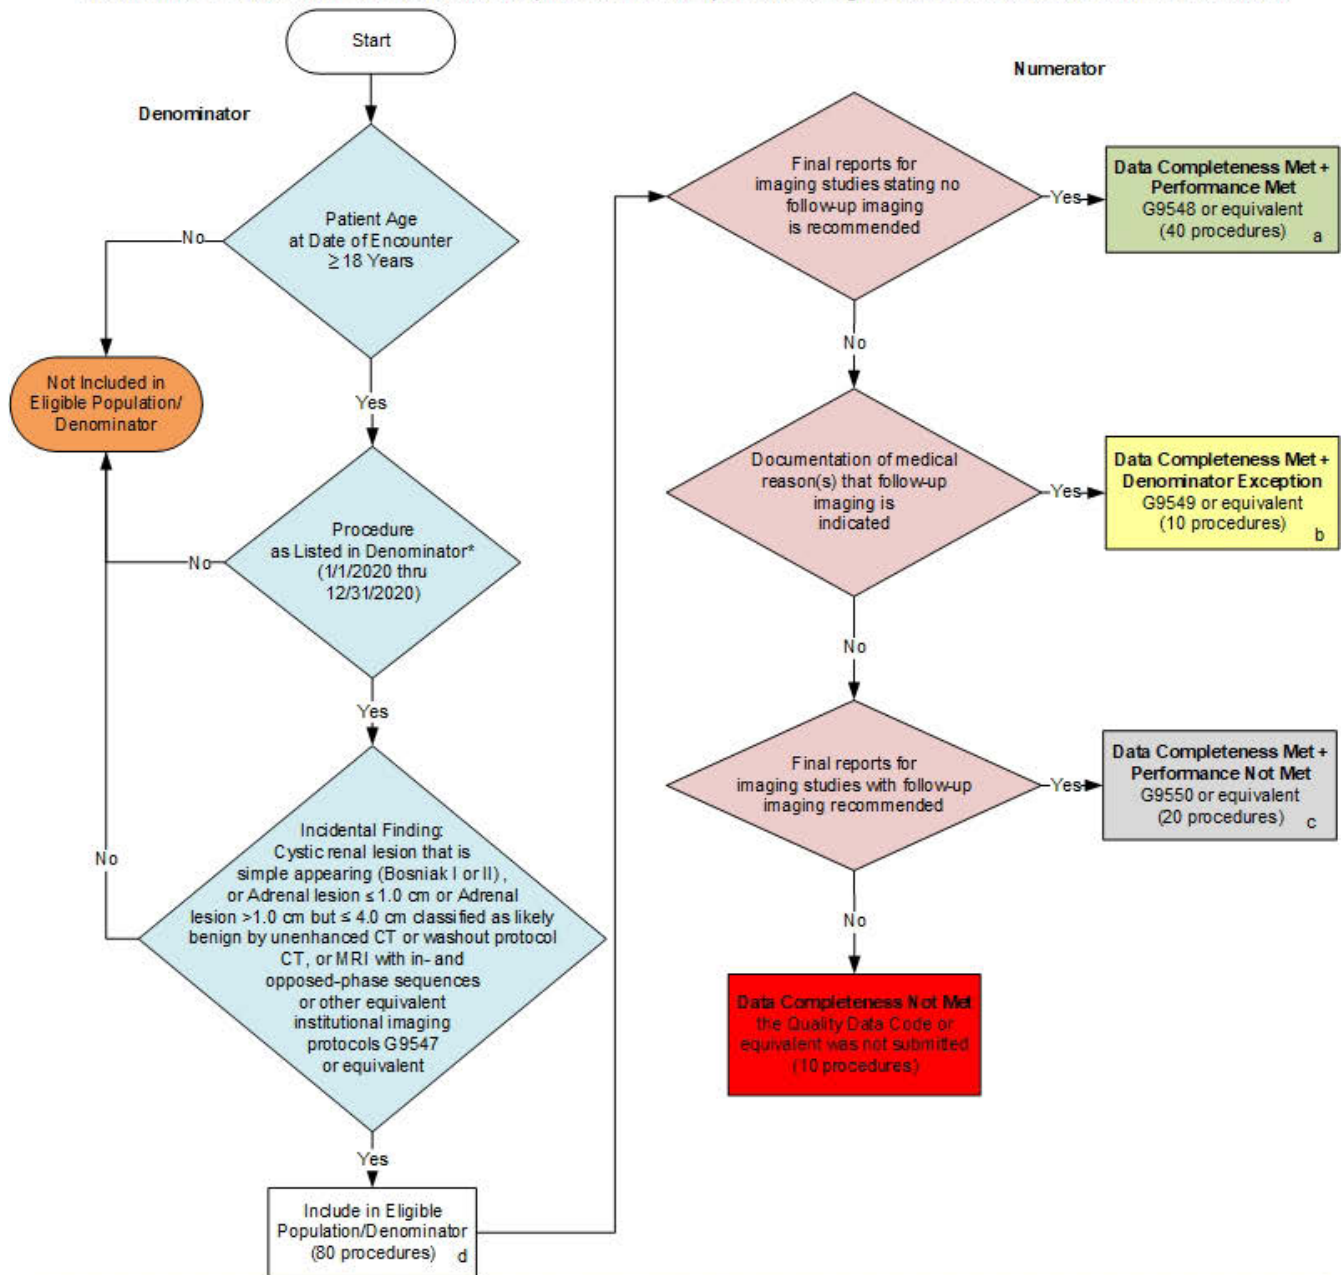 Start
Denominator
Patient Age
at Date of Encounter
≥ 18 Years
No
Not Included in
Eligible Population/
Denominator
Yes
Procedure
as Listed in Denominator*
(1/1/2020 thru
12/31/2020)
No
Yes
Incidental Finding:
Cystic renal lesion that is
simple appearing (Bosniak I or II) ,
or Adrenal lesion ≤ 1.0 cm or Adrenal
lesion >1.0 cm but ≤ 4.0 cm classified as likely
benign by unenhanced CT or washout protocol
CT, or MRI with in- and
opposed-phase sequences
or other equivalent
institutional imaging
protocols G9547
or equivalent
No
Yes
Include in Eligible
Population/Denominator
(80 procedures) d
Numerator
Final reports for
imaging studies stating no
follow-up imaging
is recommended
Yes
Data Completeness Met +
Performance Met
G9548 or equivalent
(40 procedures) a
No
Documentation of medical
reason(s) that follow-up
imaging is
indicated
Yes
Data Completeness Met +
Denominator Exception
G9549 or equivalent
(10 procedures) b
No
Final reports for
imaging studies with follow-up
imaging recommended
Yes
Data Completeness Met +
Performance Not Met
G9550 or equivalent
(20 procedures) c
No
Data Completeness Not Met
the Quality Data Code or
equivalent was not submitted
(10 procedures)